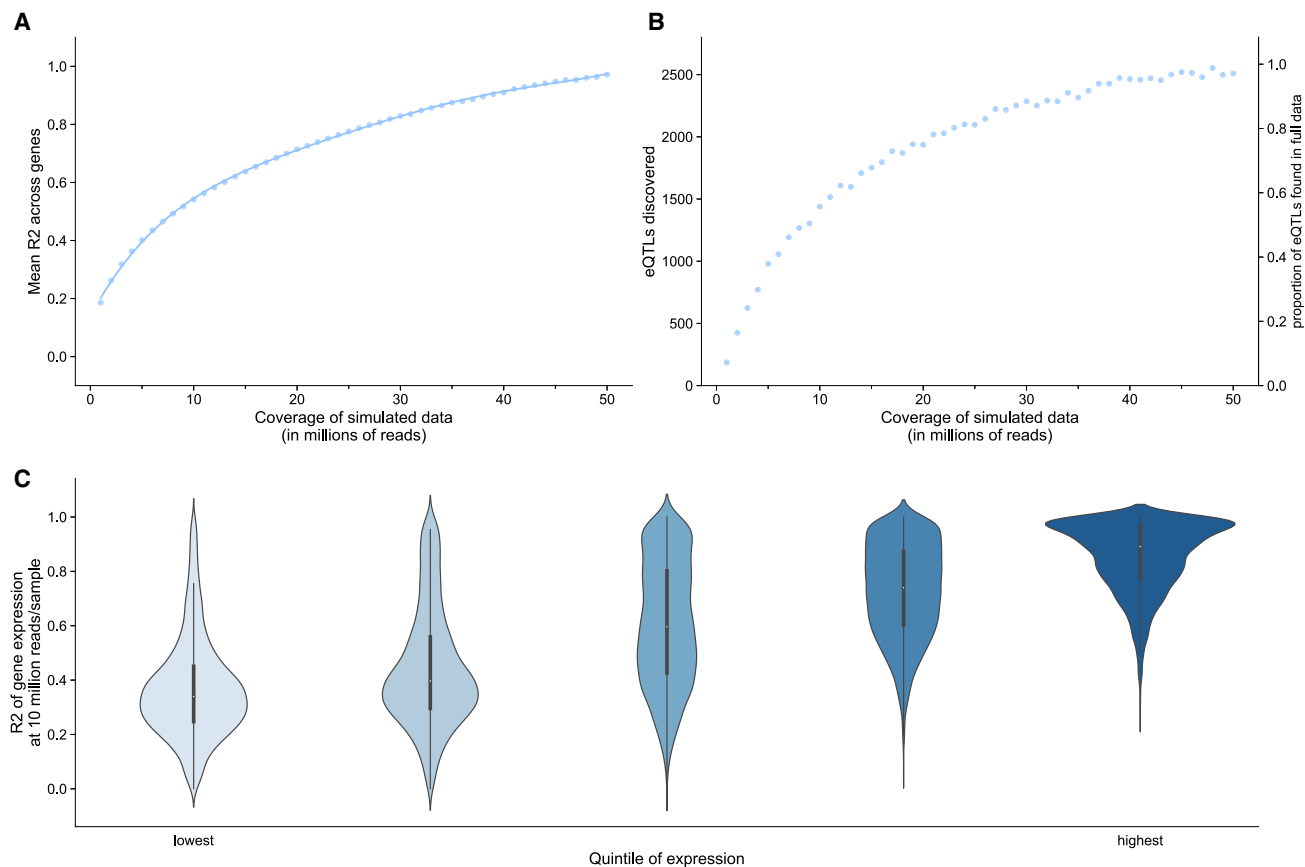 A
Mean R2 across genes
1.0
0.8
0.6
0.4
0.2
0.0
0
10
20
30
40
50
Coverage of simulated data
(in millions of reads)
B
eQTLs discovered
2500
2000
1500
1000
500
0
0
10
20
30
40
50
Coverage of simulated data
(in millions of reads)
1.0
0.8
0.6
0.4
0.2
0.0
proportion of eQTLs found in full data
C
R2 of gene expression
at 10 million reads/sample
1.0
0.8
0.6
0.4
0.2
0.0
lowest
highest
Quintile of expression